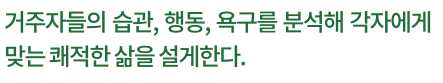 거주자들의 습관, 행동, 욕구를 분석해 각자에게
맞는 쾌적한 삶을 설계한다.